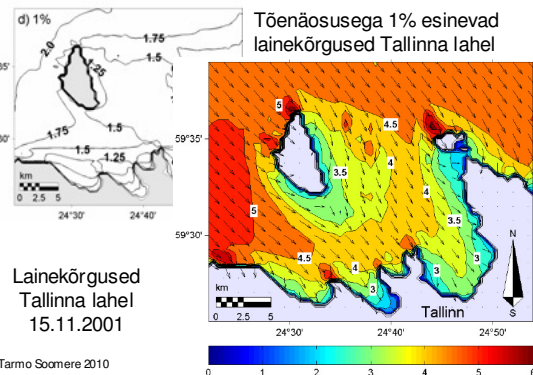 d) 1%
Tõenäosusega 1% esinevad
lainekõrgused Tallinna lahel
2.0
1.75
1.5
1.25
1.75
1.5
1.5
1.25
km
0 2.5 5
24°30' 24°40'
5
4.5
4
3.5
5
3.5
4.5
4
3
3
59°35'
59°30'
km
0 2.5 5
N
S
Tallinn
24°30' 24°40' 24°50'
0 1 2 3 4 5 6
Lainekõrgused
Tallinna lahel
15.11.2001
Tarmo Soomere 2010